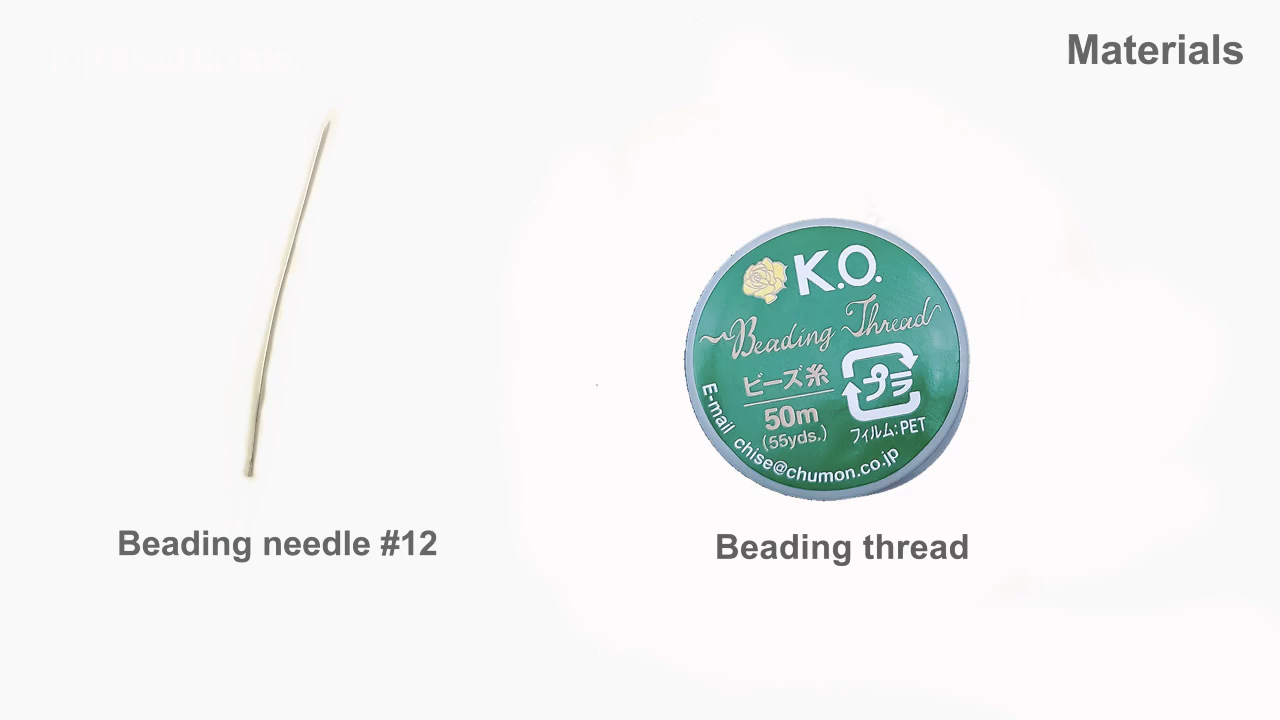 Materials
K.O.
Beading Thread
ビーズ糸
50m
(55yds.)
プラ
フィルム:PET
E-mail chise@chumon.co.jp
Beading needle #12
Beading thread